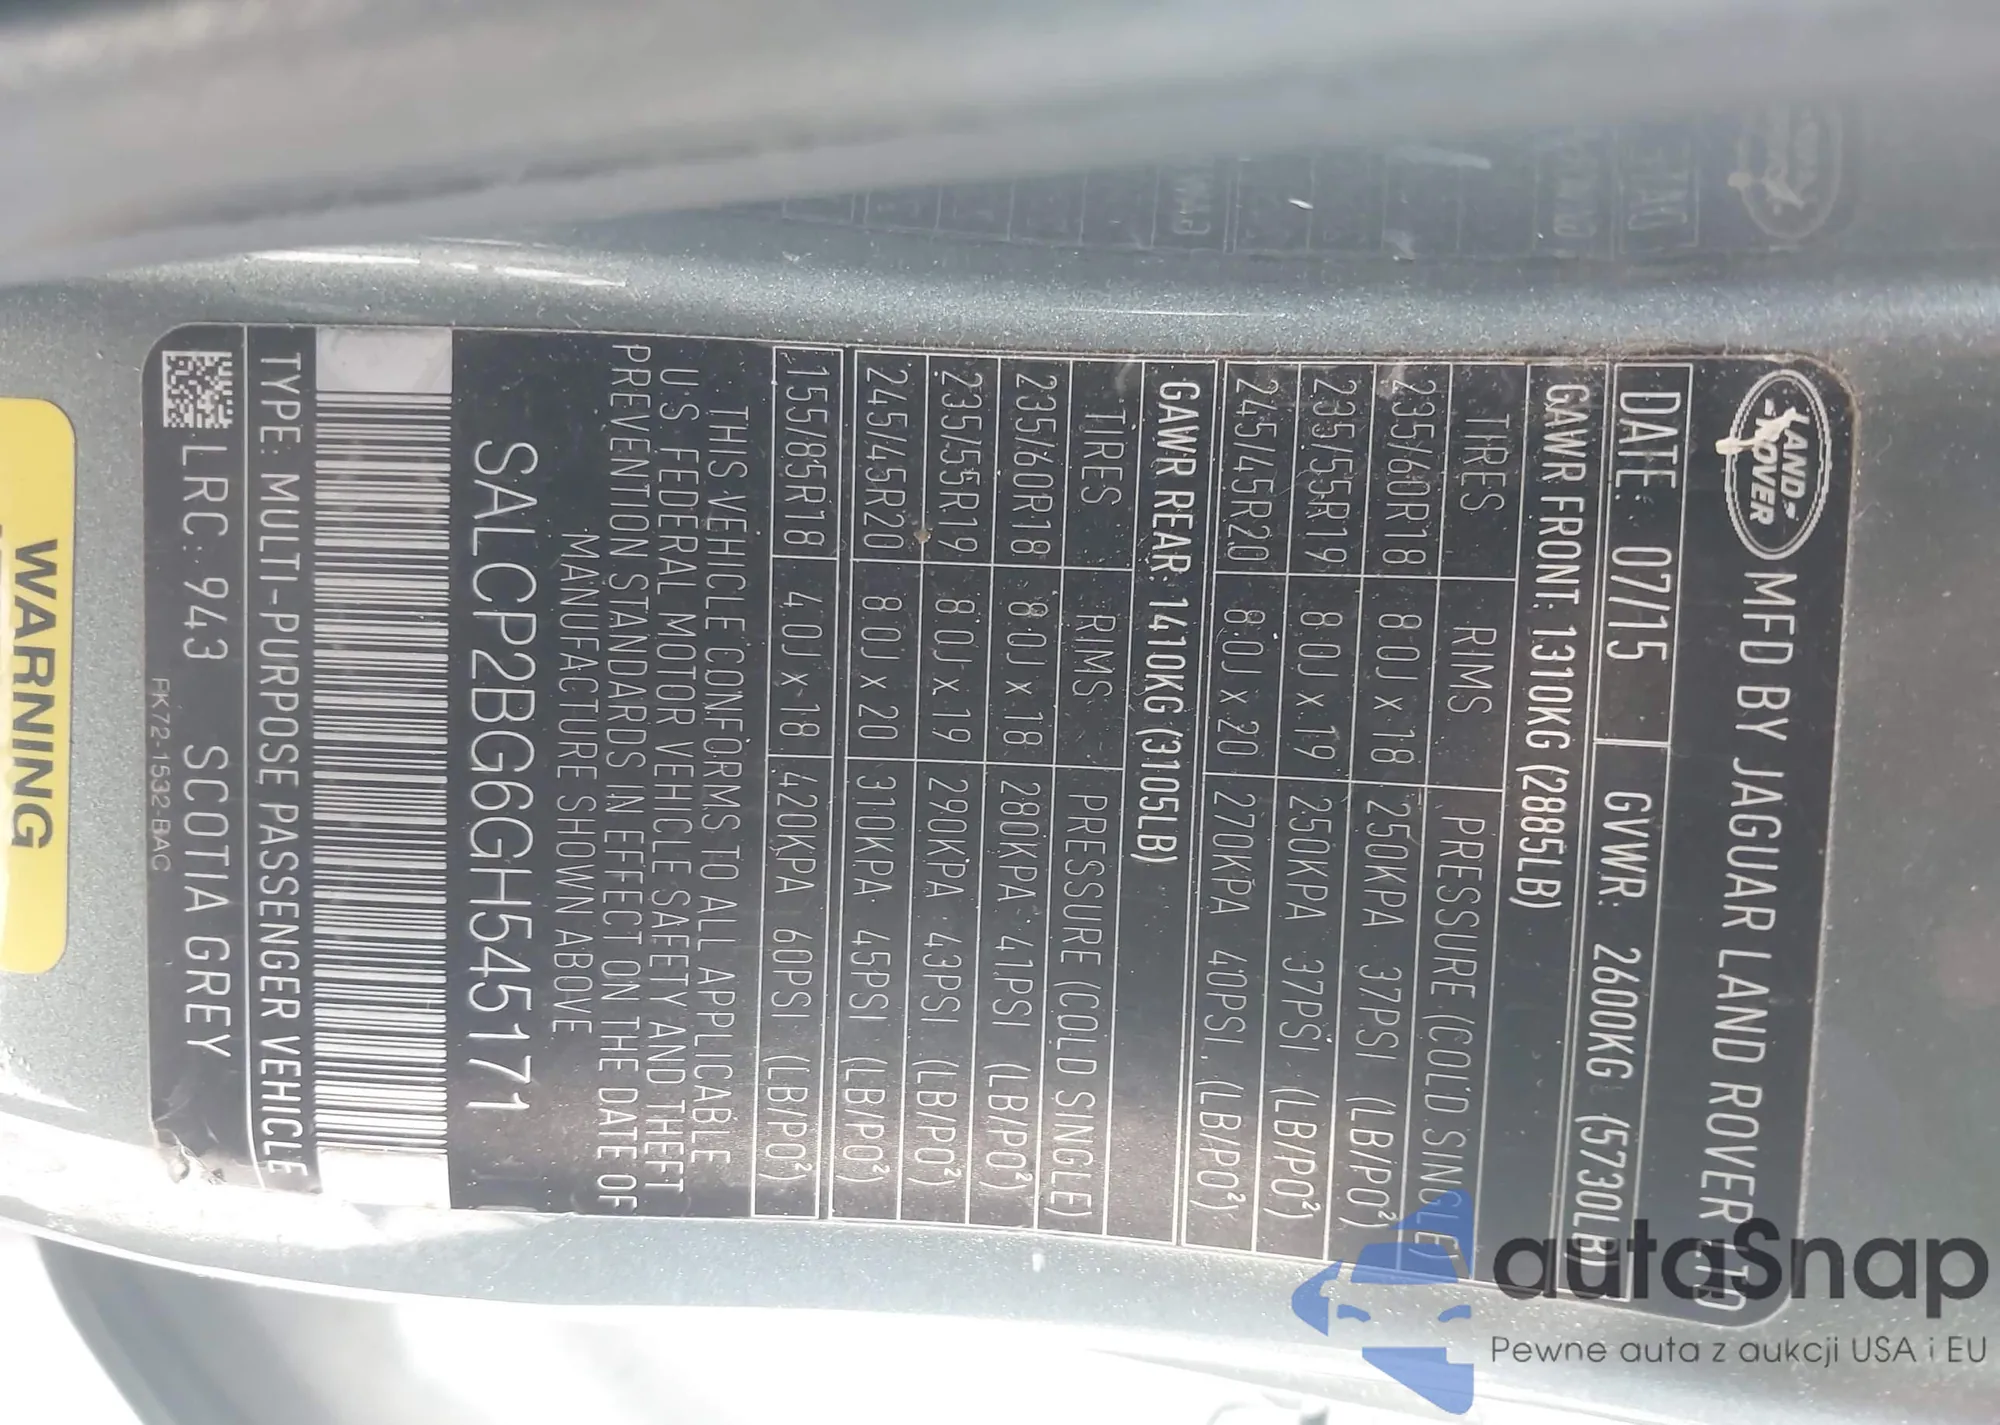 LAND-
-ROVER
MFD BY JAGUAR LAND ROVER LTD
DATE: 07/15 GVWR: 2600KG (5730LB)
GAWR FRONT: 1310KG (2885LB)
TIRES RIMS PRESSURE (COLD SINGLE)
235/60R18 8.0J x 18 250KPA 37PSI (LB/PO²)
235/55R19 8.0J x 19 250KPA 37PSI (LB/PO²)
245/45R20 8.0J x 20 270KPA 40PSI (LB/PO²)
GAWR REAR: 1410KG (3105LB)
TIRES RIMS PRESSURE (COLD SINGLE)
235/60R18 8.0J x 18 280KPA 41PSI (LB/PO²)
235/55R19 8.0J x 19 290KPA 43PSI (LB/PO²)
245/45R20 8.0J x 20 310KPA 45PSI (LB/PO²)
155/85R18 4.0J x 18 420KPA 60PSI (LB/PO²)
THIS VEHICLE CONFORMS TO ALL APPLICABLE
U.S FEDERAL MOTOR VEHICLE SAFETY AND THEFT
PREVENTION STANDARDS IN EFFECT ON THE DATE OF
MANUFACTURE SHOWN ABOVE
SALCP2BG6GH545171
TYPE: MULTI-PURPOSE PASSENGER VEHICLE
LRC: 943 SCOTIA GREY
FK72-1532-BAC
WARNING
autaSnap
Pewne auta z aukcji USA i EU